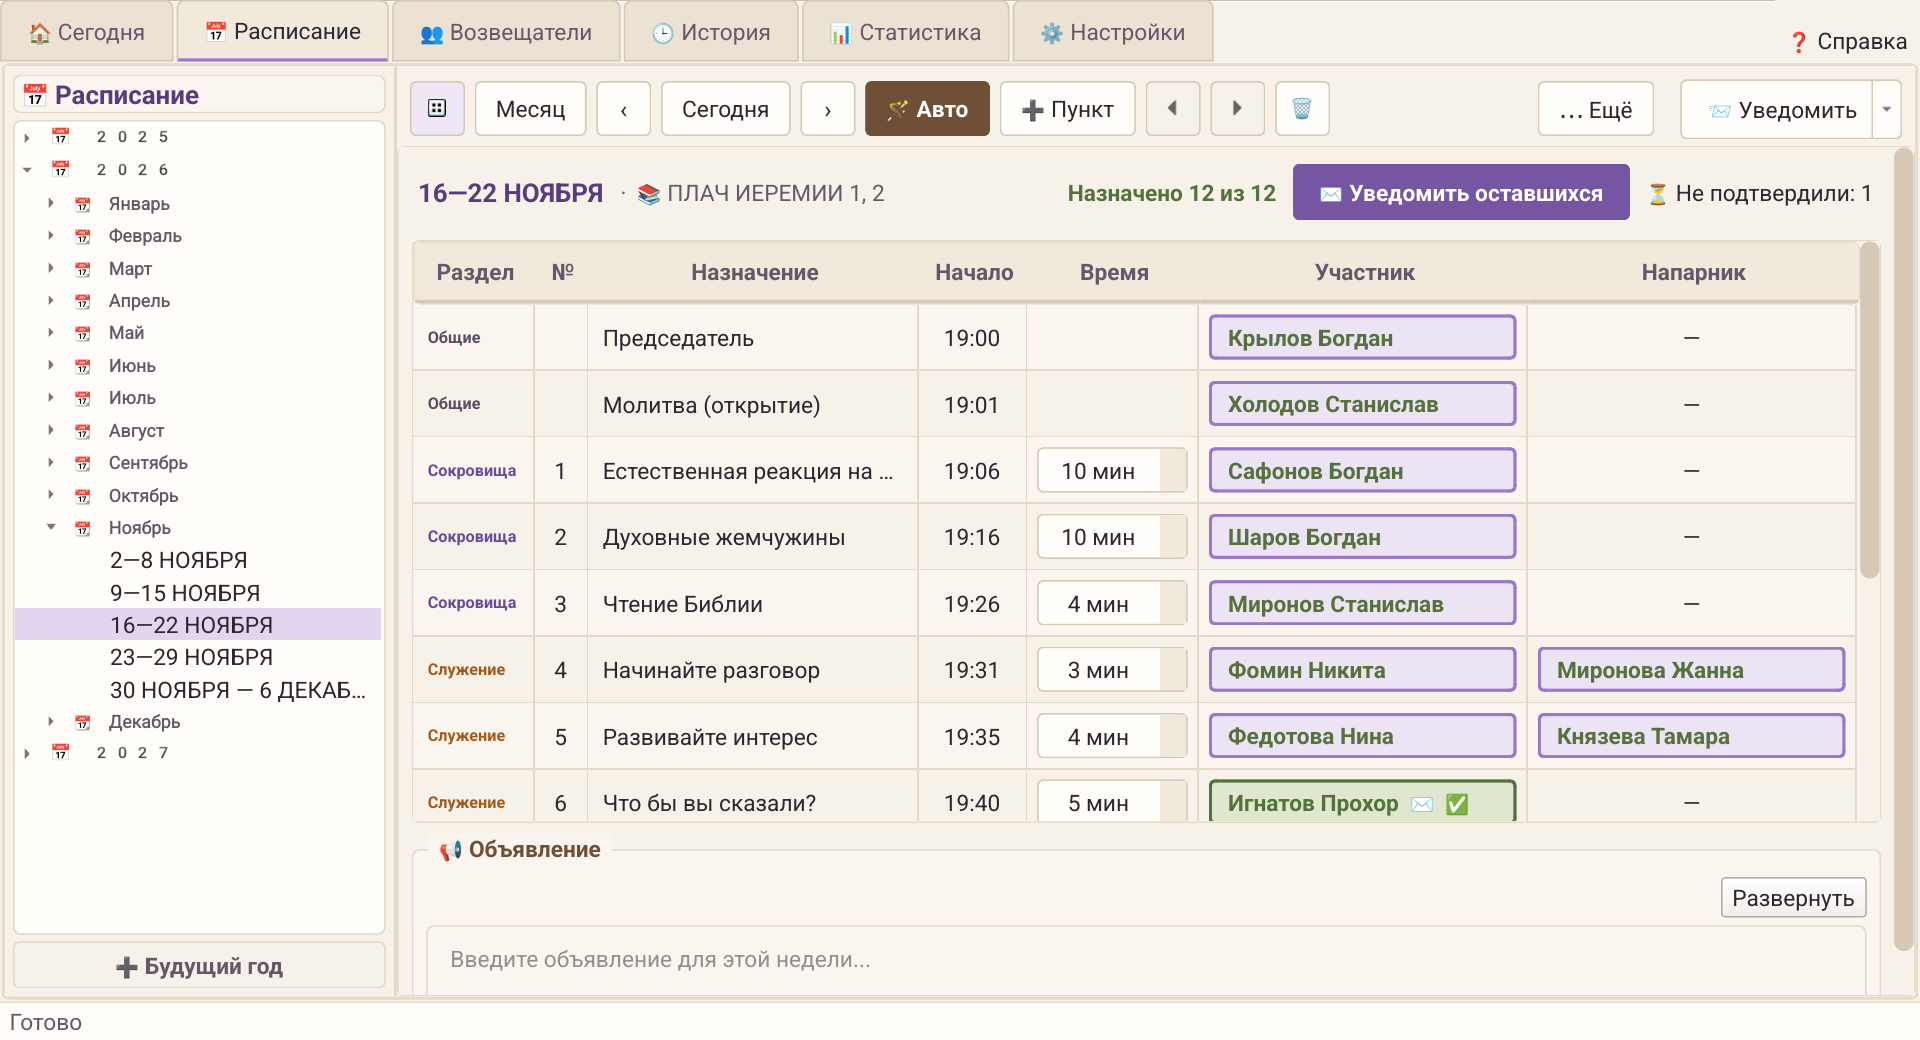 Сегодня
Расписание
Возвещатели
История
Статистика
Настройки
Справка
Расписание
2025
2026
Январь
Февраль
Март
Апрель
Май
Июнь
Июль
Август
Сентябрь
Октябрь
Ноябрь
2—8 НОЯБРЯ
9—15 НОЯБРЯ
16—22 НОЯБРЯ
23—29 НОЯБРЯ
30 НОЯБРЯ — 6 ДЕКАБ...
Декабрь
2027
Будущий год
Месяц ‹ Сегодня › Авто Пункт ... Ещё Уведомить
16—22 НОЯБРЯ · ПЛАЧ ИЕРЕМИИ 1, 2 Назначено 12 из 12 Уведомить оставшихся Не подтвердили: 1
Раздел № Назначение Начало Время Участник Напарник
Общие Председатель 19:00 Крылов Богдан —
Общие Молитва (открытие) 19:01 Холодов Станислав —
Сокровища 1 Естественная реакция на ... 19:06 10 мин Сафонов Богдан —
Сокровища 2 Духовные жемчужины 19:16 10 мин Шаров Богдан —
Сокровища 3 Чтение Библии 19:26 4 мин Миронов Станислав —
Служение 4 Начинайте разговор 19:31 3 мин Фомин Никита Миронова Жанна
Служение 5 Развивайте интерес 19:35 4 мин Федотова Нина Князева Тамара
Служение 6 Что бы вы сказали? 19:40 5 мин Игнатов Прохор —
Объявление
Развернуть
Введите объявление для этой недели...
Готово